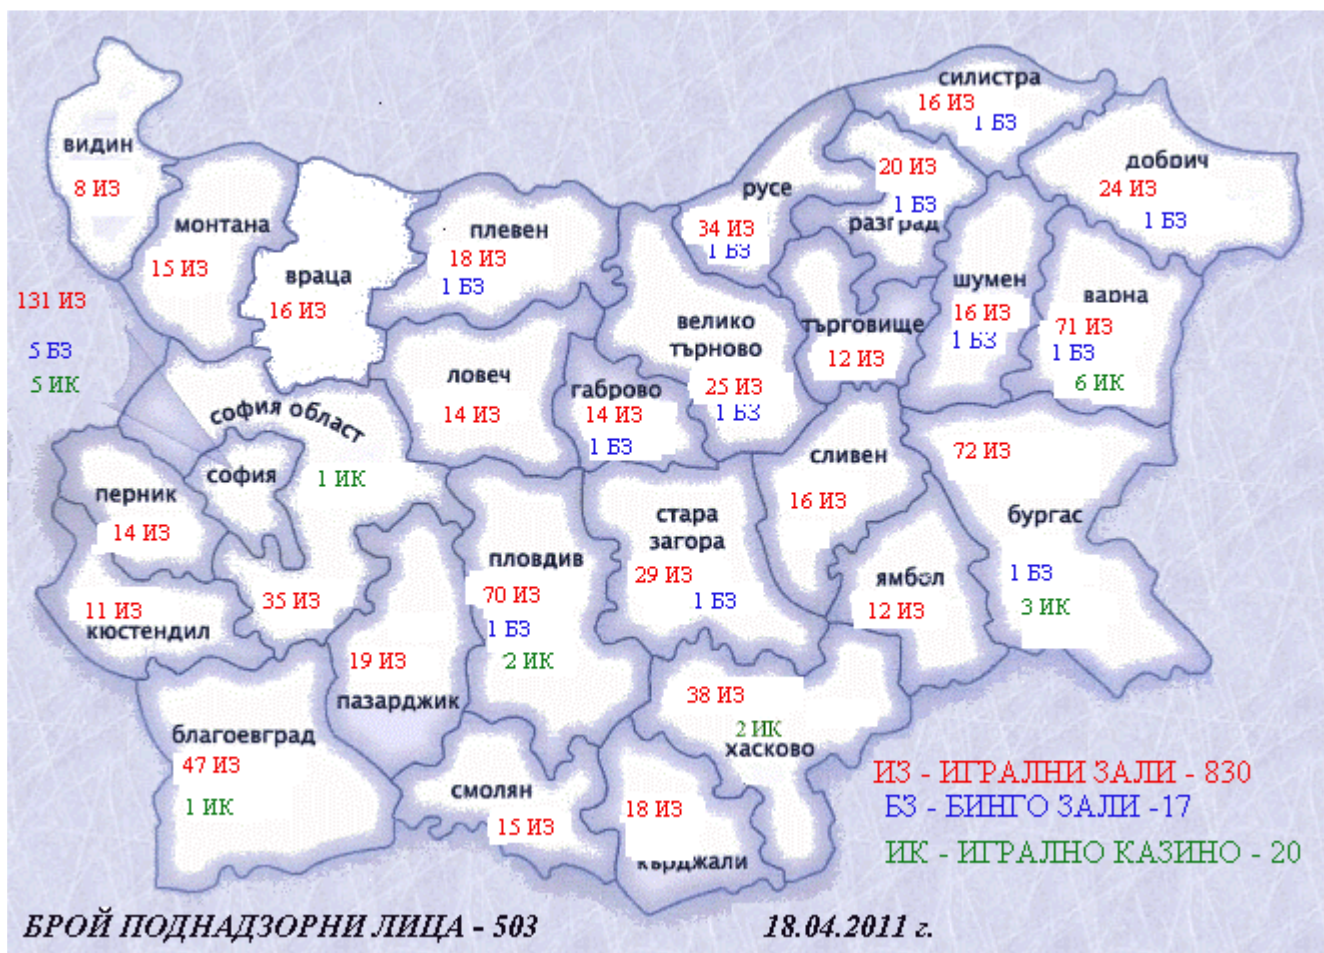 силистра
16 ИЗ
1 БЗ
видин
8 ИЗ
добрич
24 ИЗ
1 БЗ
20 ИЗ
1 БЗ
разград
русе
34 ИЗ
1 БЗ
монтана
15 ИЗ
плевен
18 ИЗ
1 БЗ
враца
16 ИЗ
шумен
16 ИЗ
1 БЗ
варна
71 ИЗ
1 БЗ
6 ИК
131 ИЗ
5 БЗ
5 ИК
велико
търново
25 ИЗ
1 БЗ
търговище
12 ИЗ
ловеч
14 ИЗ
габрово
14 ИЗ
1 БЗ
софия област
1 ИК
35 ИЗ
софия
сливен
16 ИЗ
72 ИЗ
бургас
1 БЗ
3 ИК
перник
14 ИЗ
стара
загора
29 ИЗ
1 БЗ
пловдив
70 ИЗ
1 БЗ
2 ИК
ямбол
12 ИЗ
11 ИЗ
кюстендил
19 ИЗ
пазарджик
38 ИЗ
2 ИК
хасково
благоевград
47 ИЗ
1 ИК
смолян
15 ИЗ
18 ИЗ
кърджали
ИЗ - ИГРАЛНИ ЗАЛИ - 830
БЗ - БИНГО ЗАЛИ -17
ИК - ИГРАЛНО КАЗИНО - 20
БРОЙ ПОДНАДЗОРНИ ЛИЦА - 503
18.04.2011 г.